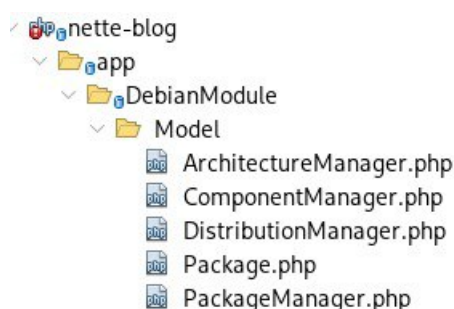 nette-blog
app
DebianModule
Model
ArchitectureManager.php
ComponentManager.php
DistributionManager.php
Package.php
PackageManager.php